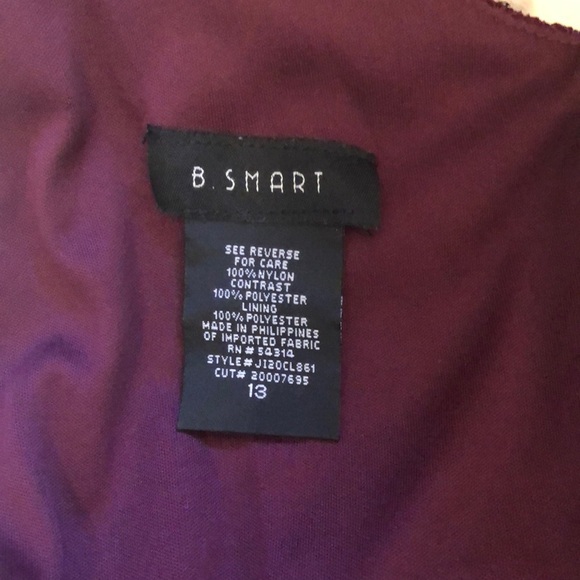 B. SMART
SEE REVERSE
FOR CARE
100% NYLON
CONTRAST
100% POLYESTER
LINING
100% POLYESTER
MADE IN PHILIPPINES
OF IMPORTED FABRIC
RN # 54314
STYLE# JI20CL861
CUT# 20007695
13